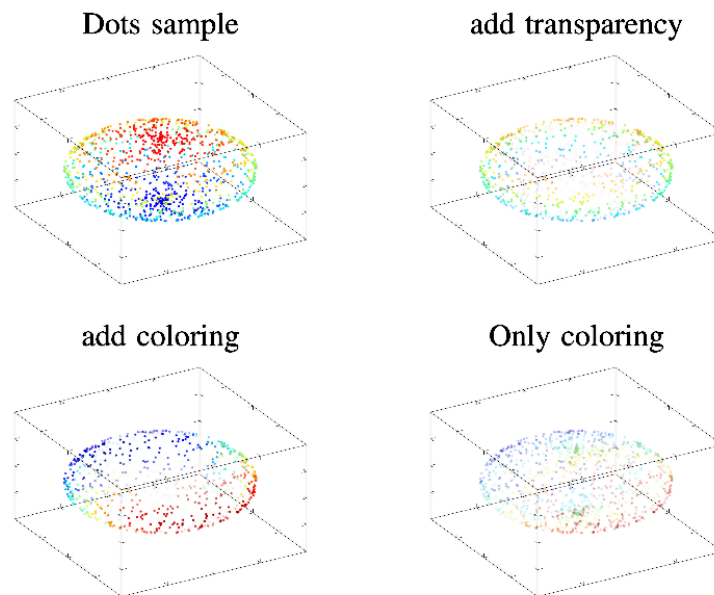 Dots sample
add transparency
add coloring
Only coloring